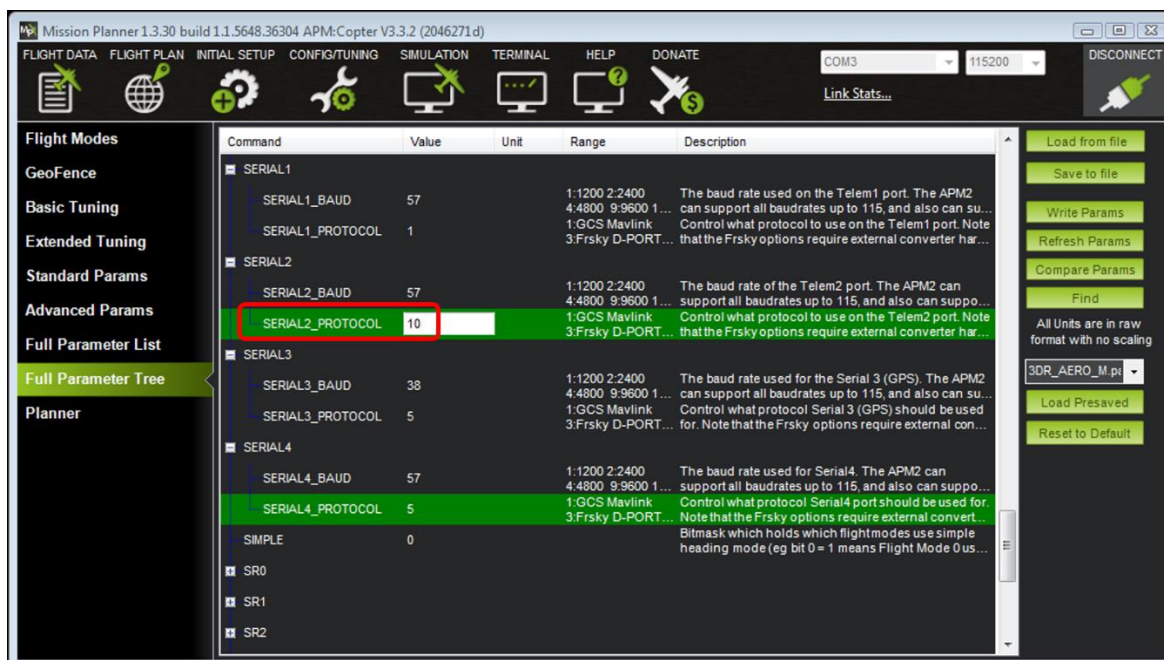 Mission Planner 1.3.30 build 1.1.5648.36304 APM:Copter V3.3.2 (2046271d)
FLIGHT DATA FLIGHT PLAN INITIAL SETUP CONFIG/TUNING SIMULATION TERMINAL HELP DONATE
COM3 115200 DISCONNECT
Link Stats...
Flight Modes
GeoFence
Basic Tuning
Extended Tuning
Standard Params
Advanced Params
Full Parameter List
Full Parameter Tree
Planner
Command Value Unit Range Description
SERIAL1
SERIAL1_BAUD 57 1:1200 2:2400 The baud rate used on the Telem1 port. The APM2
4:4800 9:9600 1... can support all baudrates up to 115, and also can su...
SERIAL1_PROTOCOL 1 1:GCS Mavlink Control what protocol to use on the Telem1 port. Note
3:Frsky D-PORT... that the Frsky options require external converter har...
SERIAL2
SERIAL2_BAUD 57 1:1200 2:2400 The baud rate of the Telem2 port. The APM2 can
4:4800 9:9600 1... support all baudrates up to 115, and also can suppo...
SERIAL2_PROTOCOL 10 1:GCS Mavlink Control what protocol to use on the Telem2 port. Note
3:Frsky D-PORT... that the Frsky options require external converter har...
SERIAL3
SERIAL3_BAUD 38 1:1200 2:2400 The baud rate used for the Serial 3 (GPS). The APM2
4:4800 9:9600 1... can support all baudrates up to 115, and also can su...
SERIAL3_PROTOCOL 5 1:GCS Mavlink Control what protocol Serial 3 (GPS) should be used
3:Frsky D-PORT... for. Note that the Frsky options require external con...
SERIAL4
SERIAL4_BAUD 57 1:1200 2:2400 The baud rate used for Serial4. The APM2 can
4:4800 9:9600 1... support all baudrates up to 115, and also can suppo...
SERIAL4_PROTOCOL 5 1:GCS Mavlink Control what protocol Serial4 port should be used for.
3:Frsky D-PORT... Note that the Frsky options require external convert...
SIMPLE 0 Bitmask which holds which flight modes use simple
heading mode (eg bit 0 = 1 means Flight Mode 0 us...
SR0
SR1
SR2
Load from file
Save to file
Write Params
Refresh Params
Compare Params
Find
All Units are in raw
format with no scaling
3DR_AERO_M.pa
Load Presaved
Reset to Default